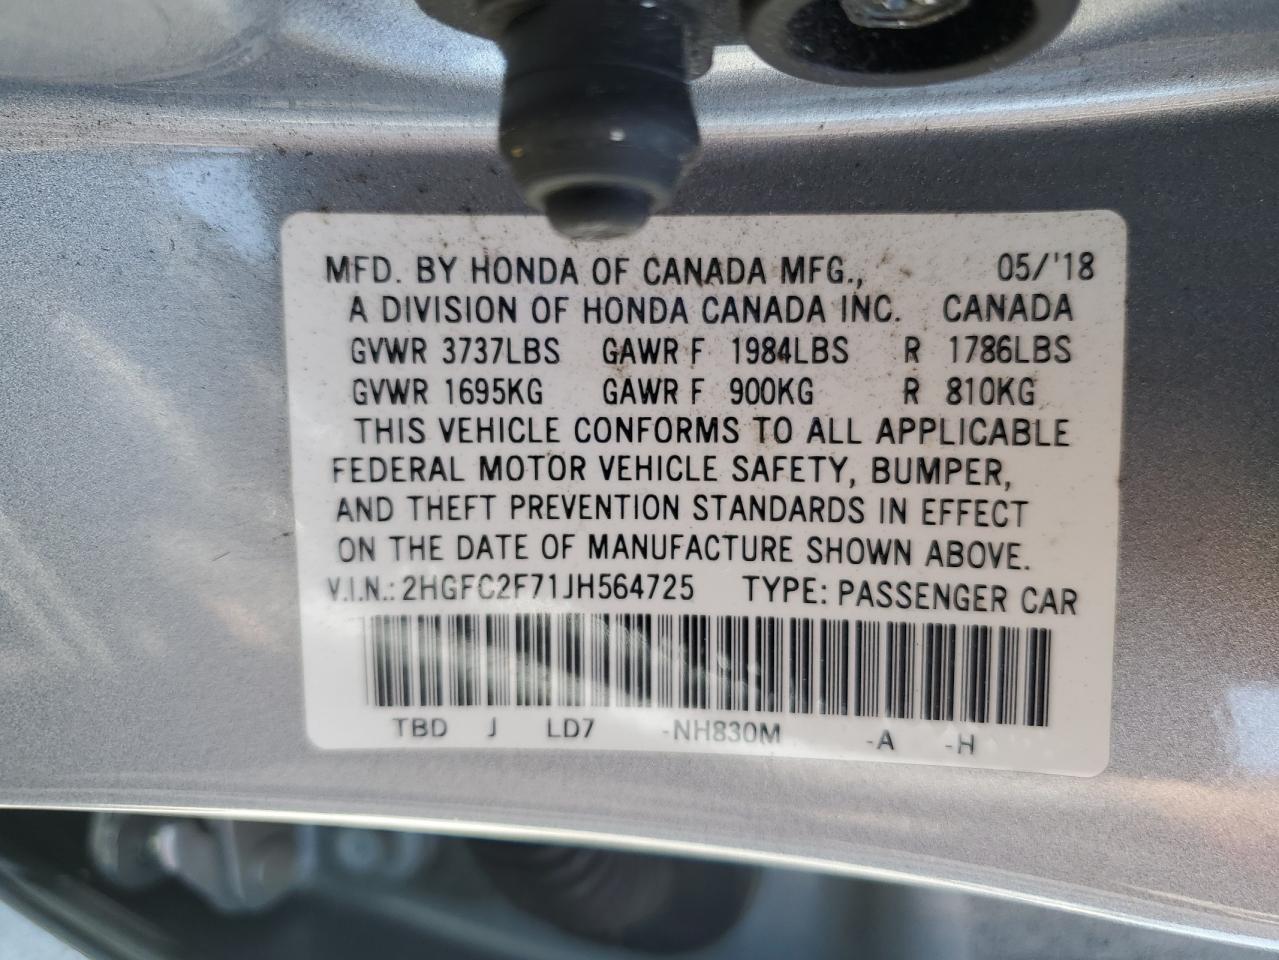 MFD. BY HONDA OF CANADA MFG., 05/'18
A DIVISION OF HONDA CANADA INC. CANADA
GVWR 3737LBS GAWR F 1984LBS R 1786LBS
GVWR 1695KG GAWR F 900KG R 810KG
THIS VEHICLE CONFORMS TO ALL APPLICABLE
FEDERAL MOTOR VEHICLE SAFETY, BUMPER,
AND THEFT PREVENTION STANDARDS IN EFFECT
ON THE DATE OF MANUFACTURE SHOWN ABOVE.
V.I.N.: 2HGFC2F71JH564725 TYPE: PASSENGER CAR
TBD J LD7 -NH830M -A -H